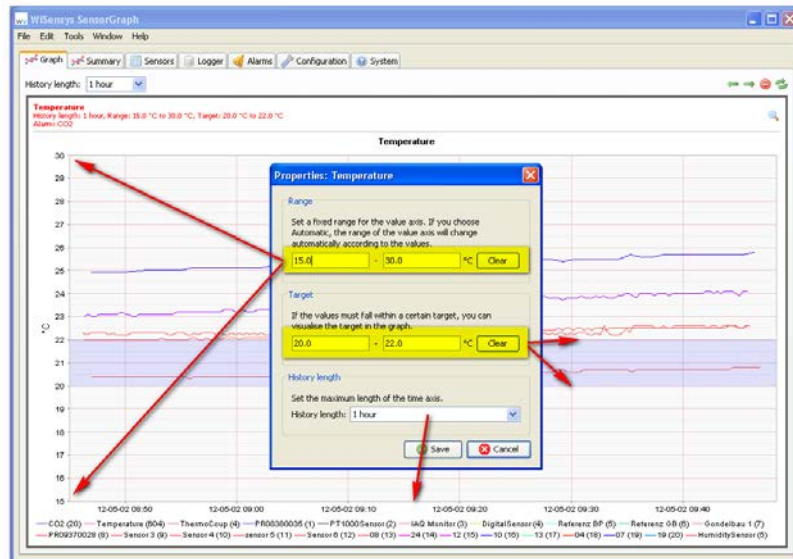 WiSensys SensorGraph
File Edit Tools Window Help
Graph Summary Sensors Logger Alarms Configuration System
History length: 1 hour
Temperature
History length: 1 hour, Range: 15.0 °C to 30.0 °C, Target: 20.0 °C to 22.0 °C
Alarm: CO2
Temperature
30
29
28
27
26
25
24
23
22
21
20
19
18
17
16
15
°C
Properties: Temperature
Range
Set a fixed range for the value axis. If you choose
Automatic, the range of the value axis will change
automatically according to the values.
15.0 - 30.0 °C Clear
Target
If the values must fall within a certain target, you can
visualise the target in the graph.
20.0 - 22.0 °C Clear
History length
Set the maximum length of the time axis.
History length: 1 hour
Save Cancel
12-05-02 08:50 12-05-02 09:00 12-05-02 09:10 12-05-02 09:20 12-05-02 09:30 12-05-02 09:40
CO2 (20) Temperature (804) ThermoCoup (4) PR08380035 (1) PT1000Sensor (2) IAQ Monitor (3) DigitalSensor (4) Referenz BP (5) Referenz GB (6) Gondelbau 1 (7)
PR09370028 (8) Sensor 3 (9) Sensor 4 (10) sensor 5 (11) Sensor 6 (12) 08 (13) 24 (14) 12 (15) 10 (16) 13 (17) 04 (18) 07 (19) 19 (20) HumiditySensor (5)